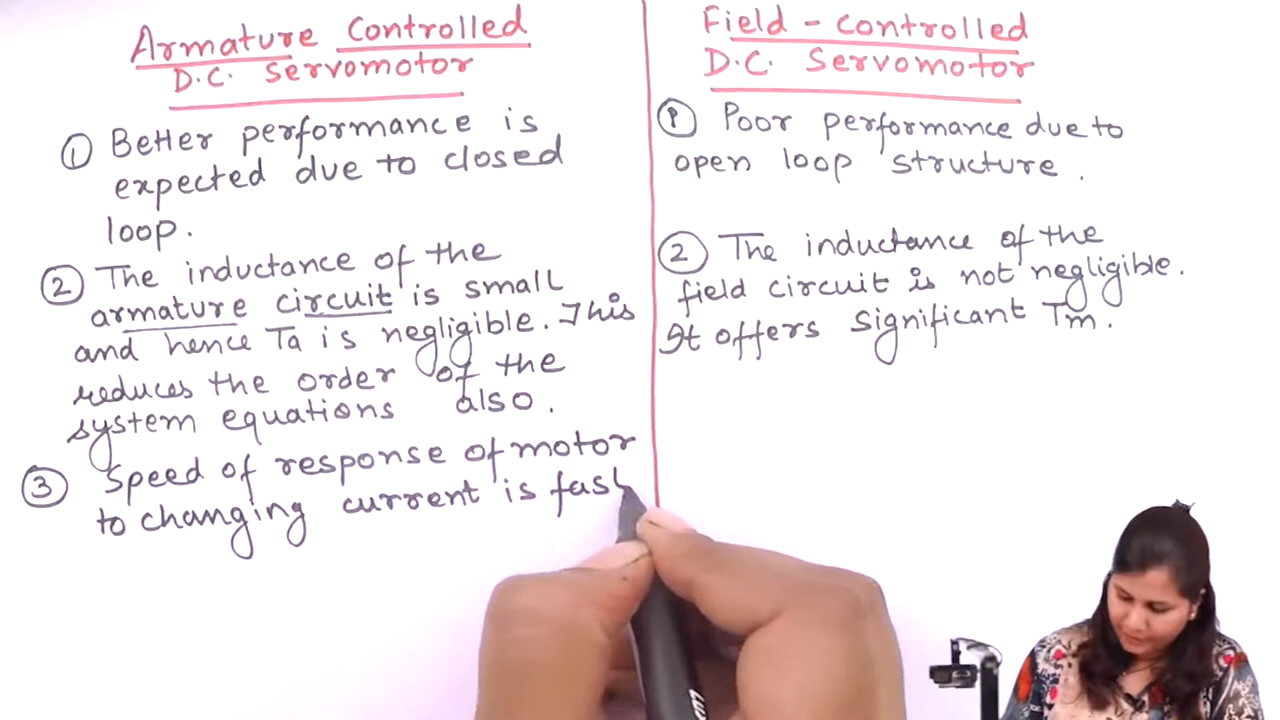 Armature Controlled
D.C. Servomotor
① Better performance is
expected due to closed
loop.
② The inductance of the
armature circuit is small
and hence Ta is negligible. This
reduces the order of the
system equations also.
③ Speed of response of motor
to changing current is fast
Field - controlled
D.C. Servomotor
① Poor performance due to
open loop structure.
② The inductance of the
field circuit is not negligible.
It offers significant Tm.